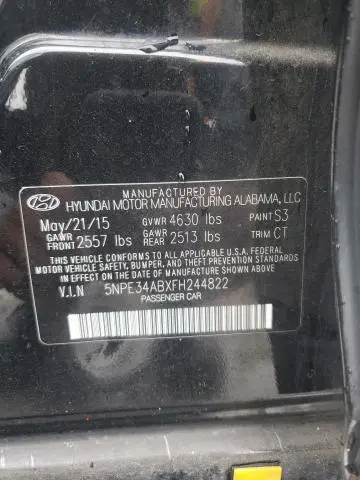 MANUFACTURED BY
HYUNDAI MOTOR MANUFACTURING ALABAMA, LLC
May/21/15 GVWR 4630 lbs PAINT S3
GAWR FRONT 2557 lbs GAWR REAR 2513 lbs TRIM CT
THIS VEHICLE CONFORMS TO ALL APPLICABLE U.S.A. FEDERAL
MOTOR VEHICLE SAFETY, BUMPER, AND THEFT PREVENTION STANDARDS
IN EFFECT ON THE DATE OF MANUFACTURE SHOWN ABOVE.
V.I.N 5NPE34ABXFH244822
PASSENGER CAR